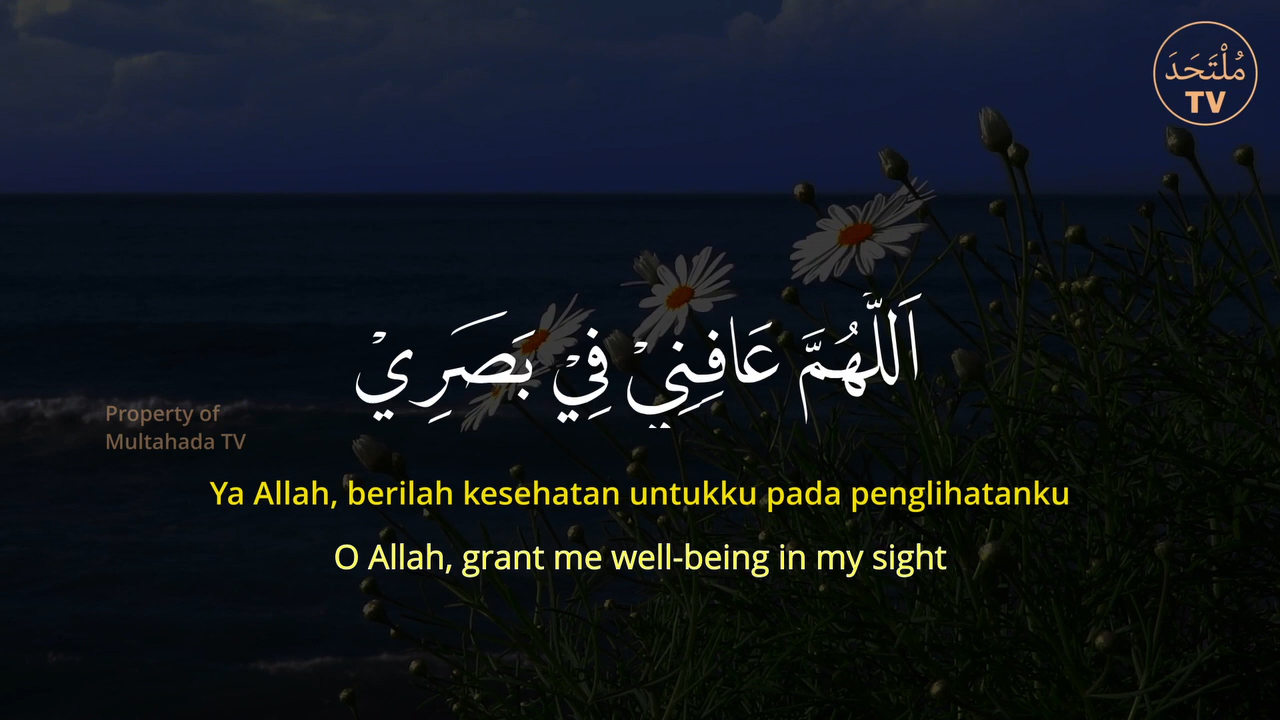 مُلْتَحَدَ
TV
اَللّٰهُمَّ عَافِنِيْ فِيْ بَصَرِيْ
Property of
Multahada TV
Ya Allah, berilah kesehatan untukku pada penglihatanku
O Allah, grant me well-being in my sight